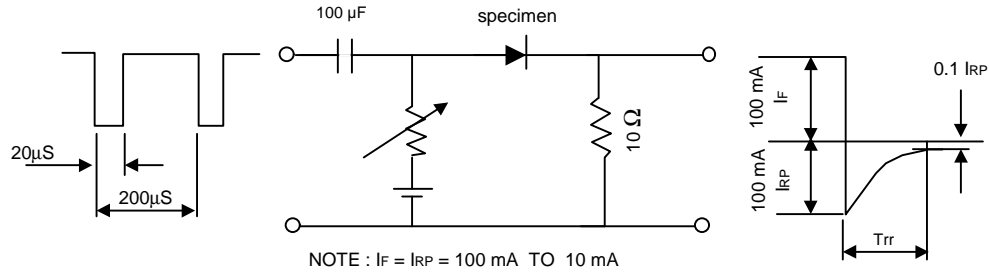 100 µF
specimen
20µS
200µS
10 Ω
100 mA
IF
100 mA
IRP
0.1 IRP
Trr
NOTE : IF = IRP = 100 mA TO 10 mA